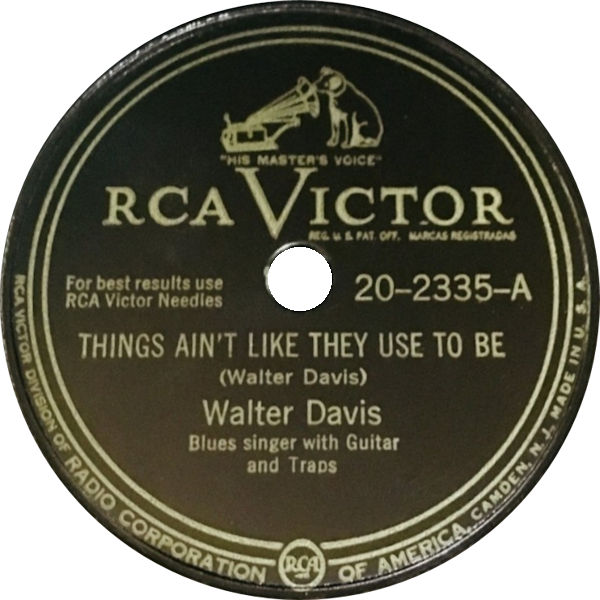 "HIS MASTER'S VOICE"
RCA VICTOR
REG. U. S. PAT. OFF. MARCAS REGISTRADAS
For best results use
RCA Victor Needles
20-2335-A
THINGS AIN'T LIKE THEY USE TO BE
(Walter Davis)
Walter Davis
Blues singer with Guitar
and Traps
RCA VICTOR DIVISION OF RADIO CORPORATION OF AMERICA, CAMDEN, N. J. MADE IN U. S. A.
RCA